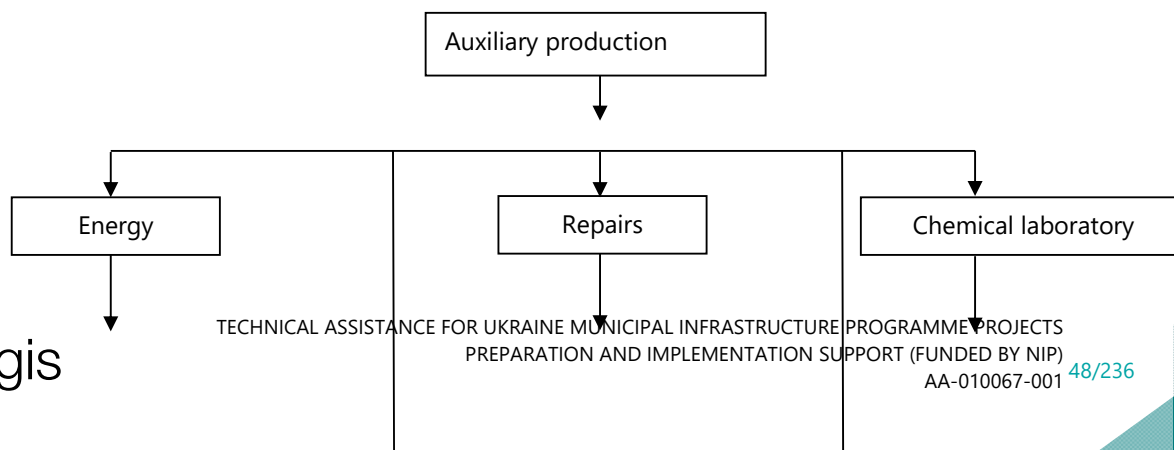 Auxiliary production
Energy
Repairs
Chemical laboratory
TECHNICAL ASSISTANCE FOR UKRAINE MUNICIPAL INFRASTRUCTURE PROGRAMME PROJECTS
PREPARATION AND IMPLEMENTATION SUPPORT (FUNDED BY NIP)
AA-010067-001
48/236
gis